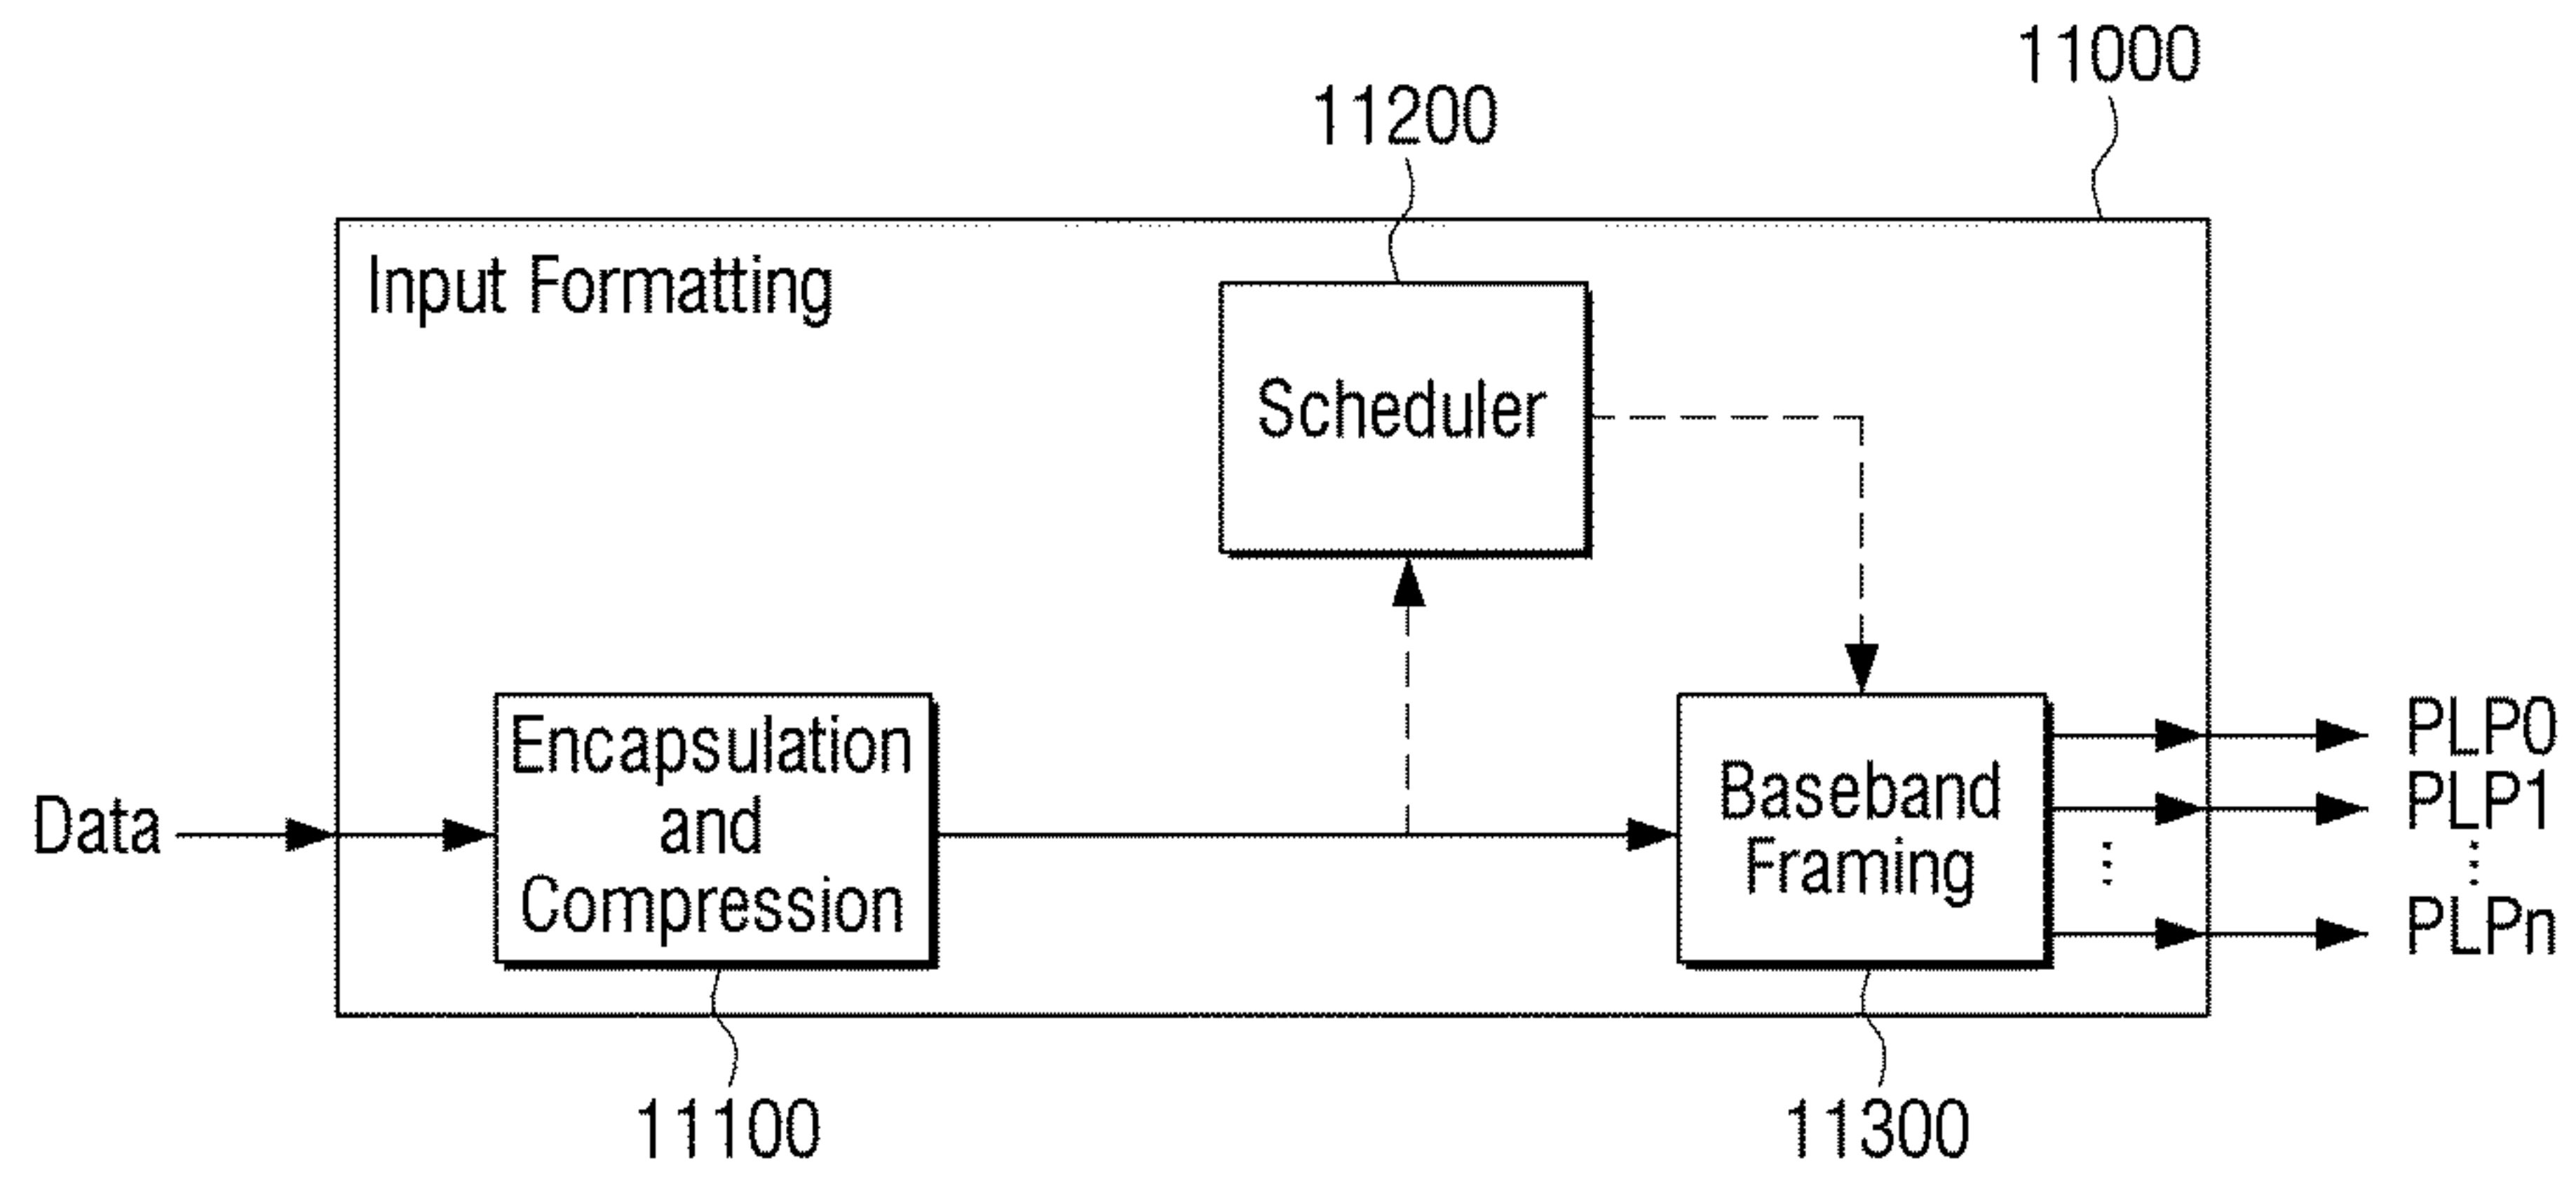 11000
11200
Input Formatting
Scheduler
Encapsulation
and
Compression
Data
Baseband
Framing
PLP0
PLP1
⋮
⋮
PLPn
11100
11300